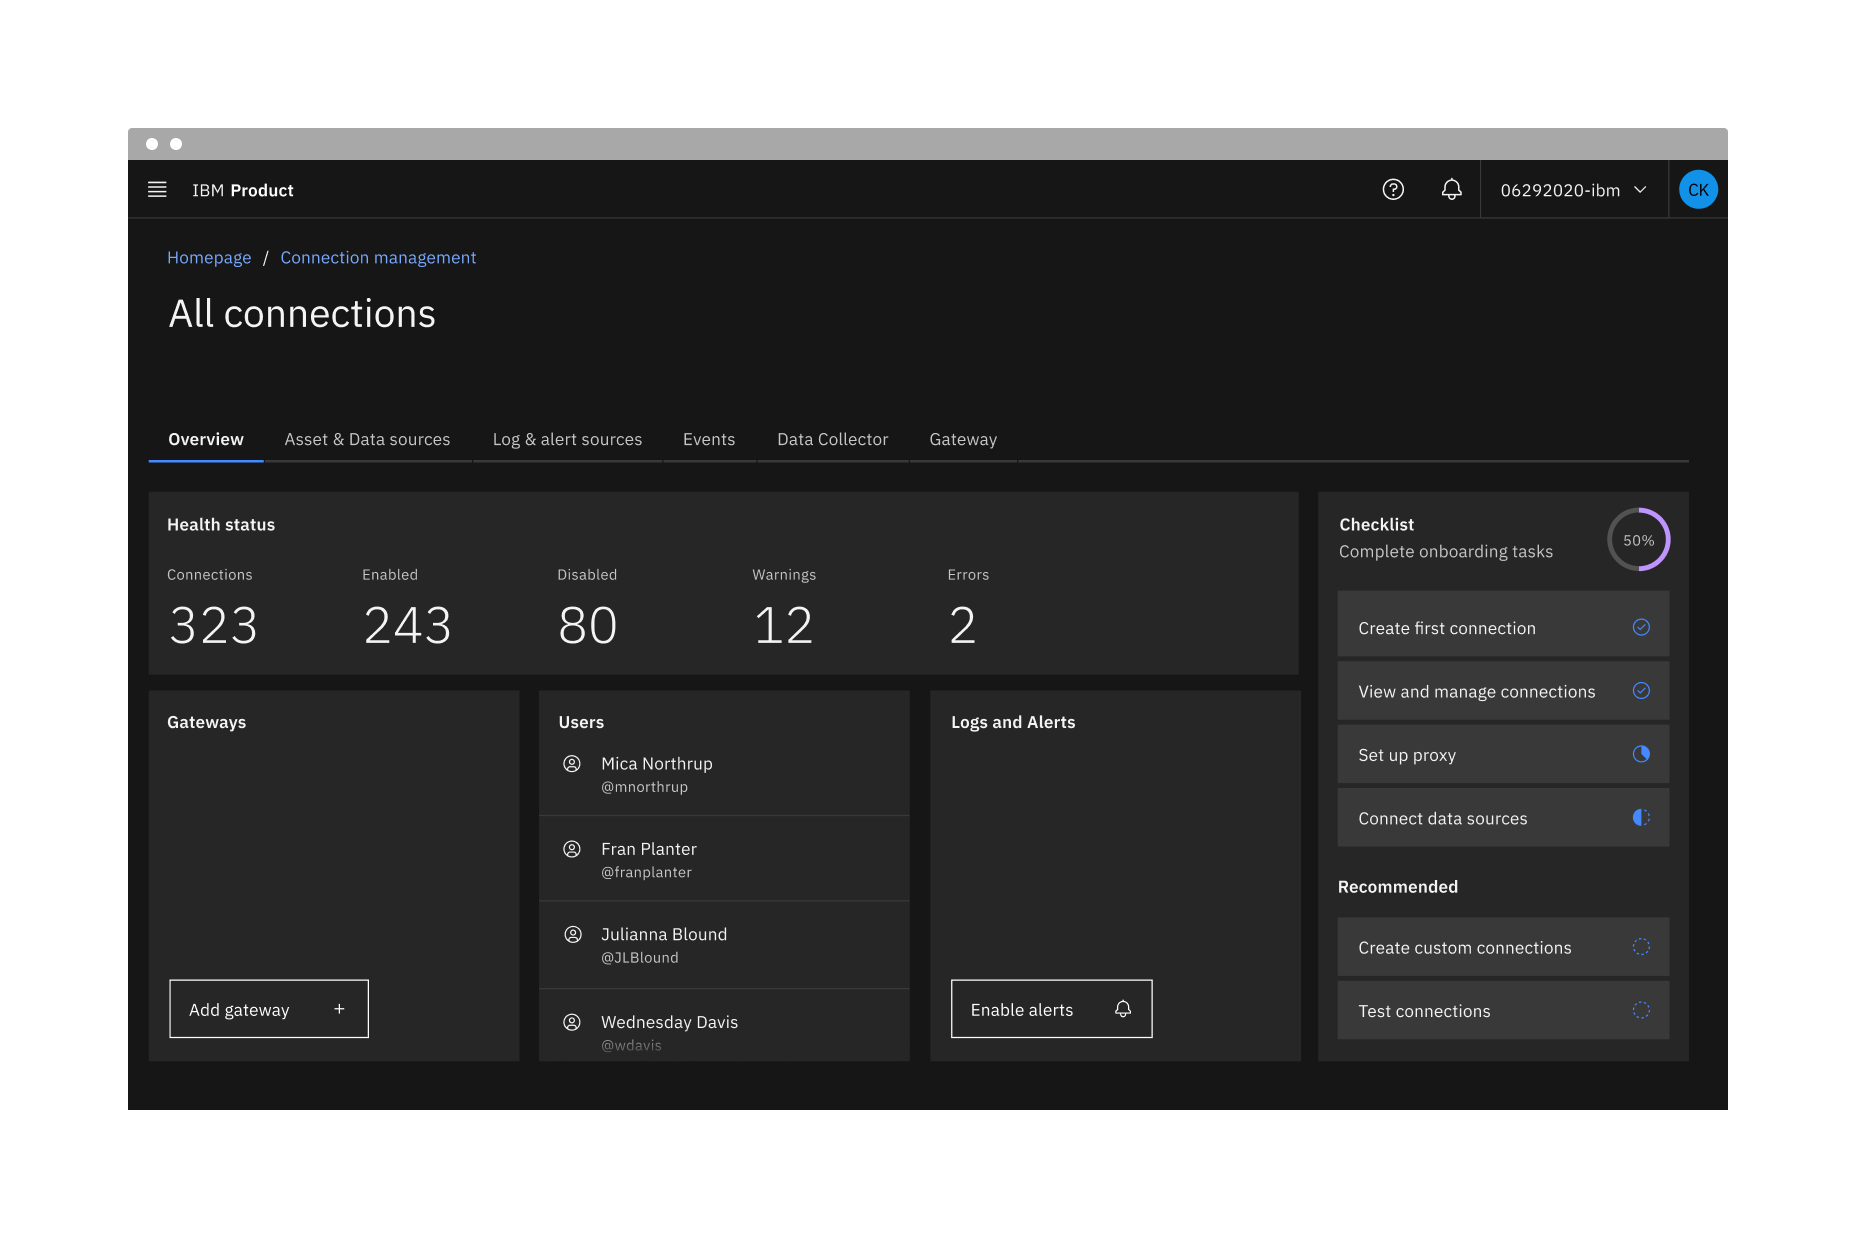 IBM Product
06292020-ibm
CK
Homepage / Connection management
All connections
Overview
Asset & Data sources
Log & alert sources
Events
Data Collector
Gateway
Health status
Connections
323
Enabled
243
Disabled
80
Warnings
12
Errors
2
Gateways
Add gateway +
Users
Mica Northrup
@mnorthrup
Fran Planter
@franplanter
Julianna Blound
@JLBlound
Wednesday Davis
@wdavis
Logs and Alerts
Enable alerts
Checklist
Complete onboarding tasks
50%
Create first connection
View and manage connections
Set up proxy
Connect data sources
Recommended
Create custom connections
Test connections